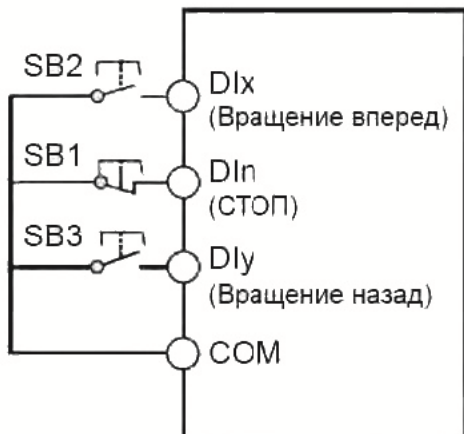 SB2
DIx
(Вращение вперед)
SB1
DIn
(СТОП)
SB3
DIy
(Вращение назад)
COM